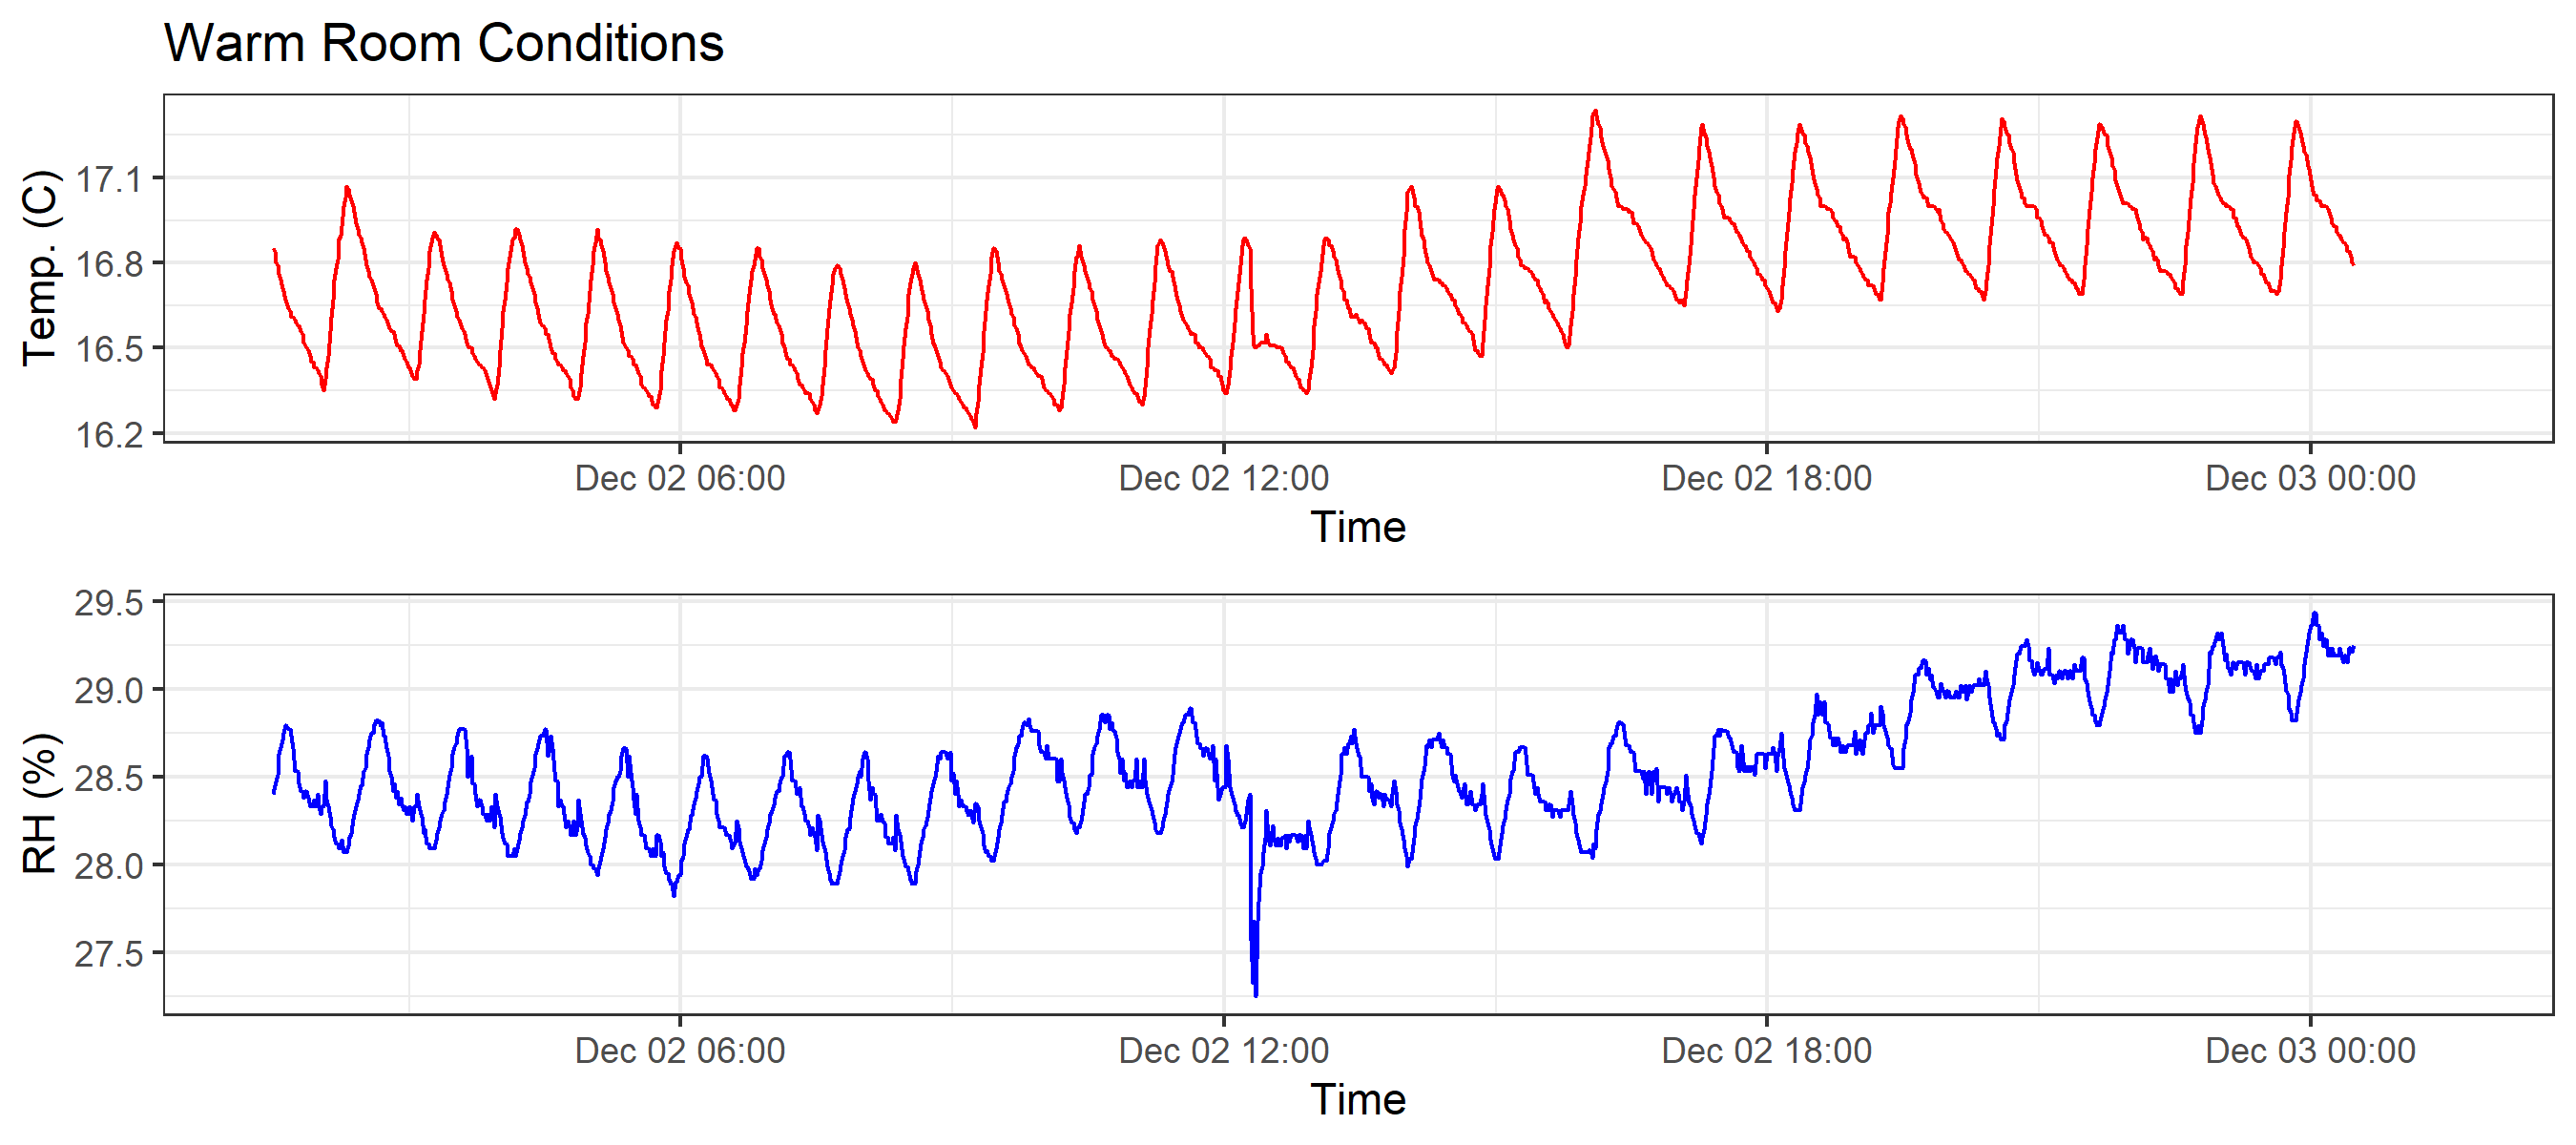 Warm Room Conditions
Temp. (C)
17.1
16.8
16.5
16.2
Dec 02 06:00 Dec 02 12:00 Dec 02 18:00 Dec 03 00:00
Time
RH (%)
29.5
29.0
28.5
28.0
27.5
Dec 02 06:00 Dec 02 12:00 Dec 02 18:00 Dec 03 00:00
Time